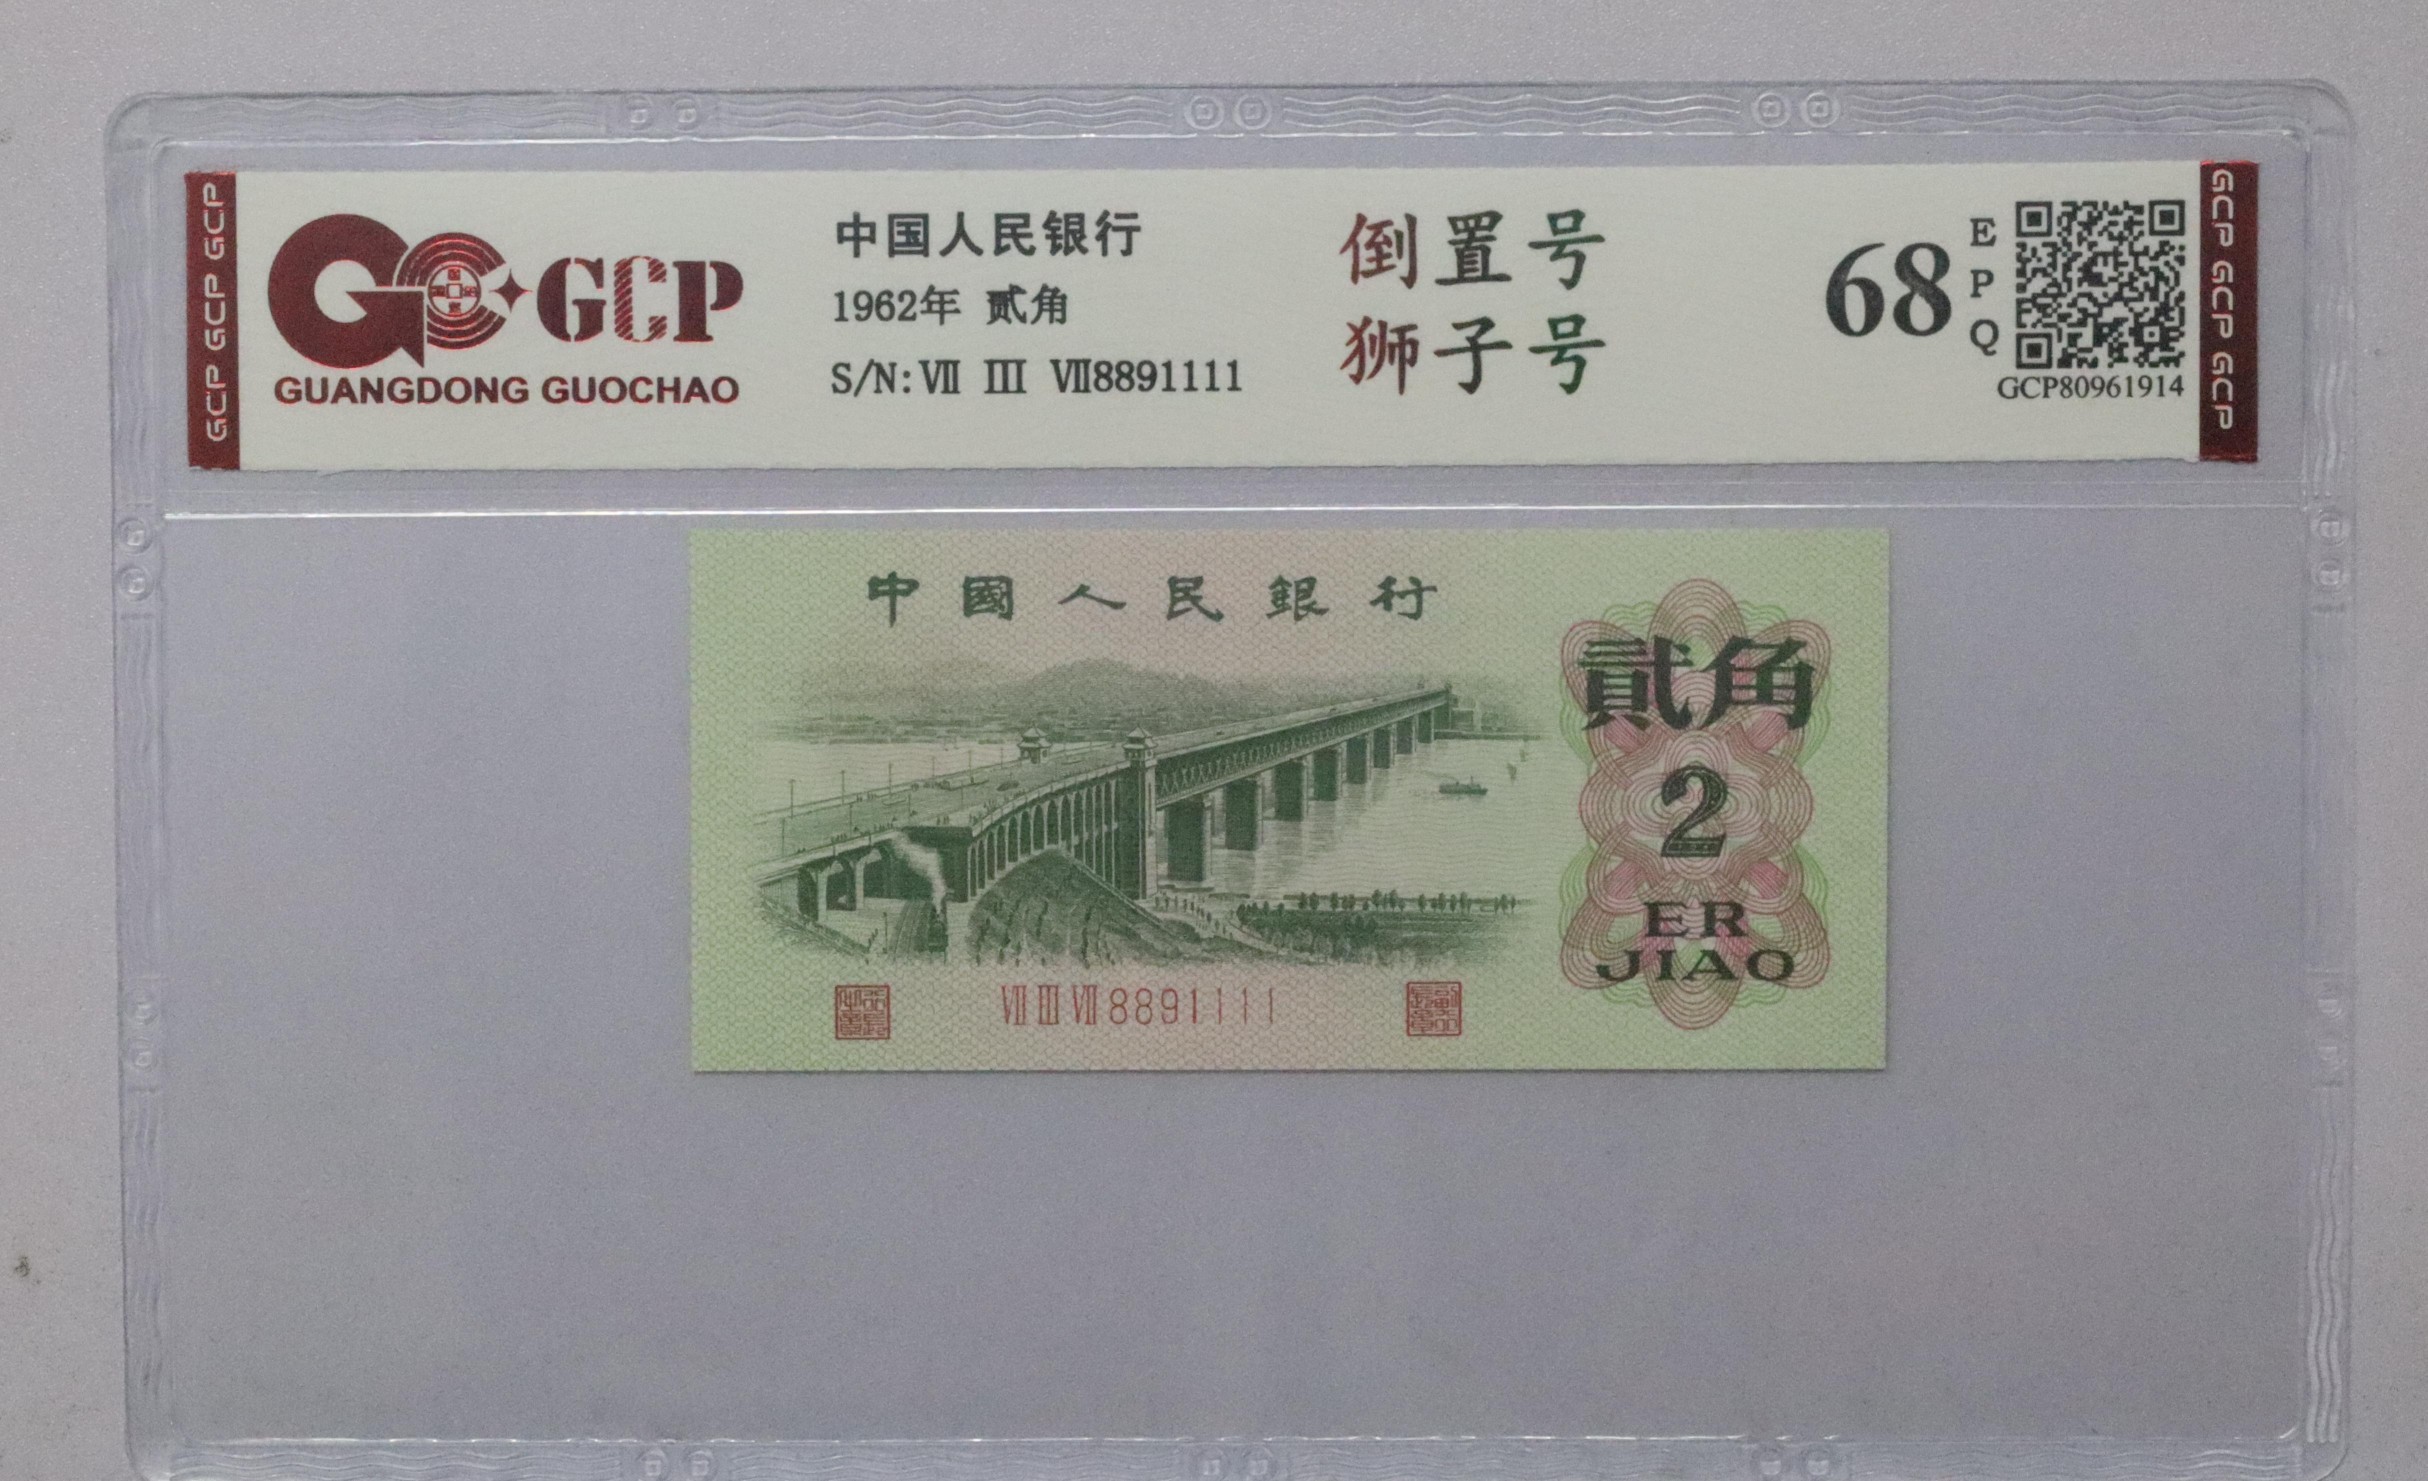 GCP GCP GCP
GCP
GUANGDONG GUOCHAO
中国人民银行
1962年 贰角
S/N:Ⅶ Ⅲ Ⅶ8891111
倒置号
狮子号
68
EPQ
GCP80961914
GCP GCP GCP
中國人民銀行
貳角
2
ER
JIAO
Ⅶ Ⅲ Ⅶ 8891111